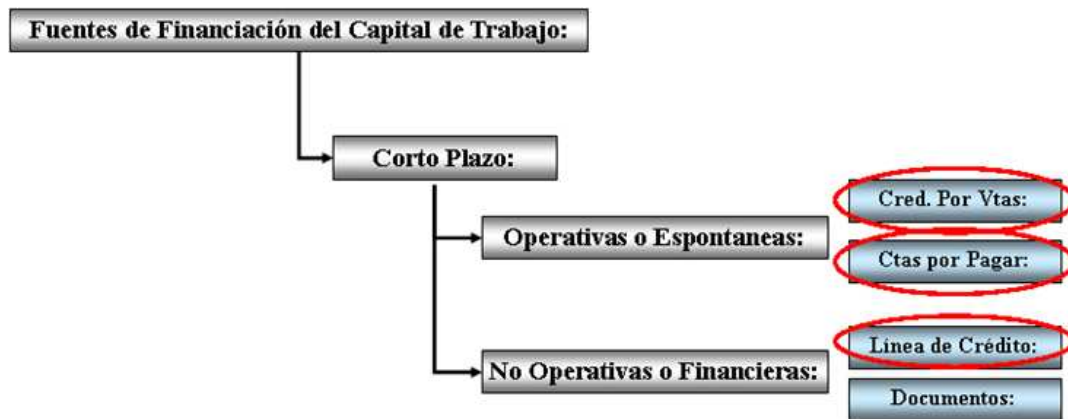 Fuentes de Financiación del Capital de Trabajo:
Corto Plazo:
Cred. Por Vtas:
Operativas o Espontaneas:
Ctas por Pagar:
Línea de Crédito:
No Operativas o Financieras:
Documentos: